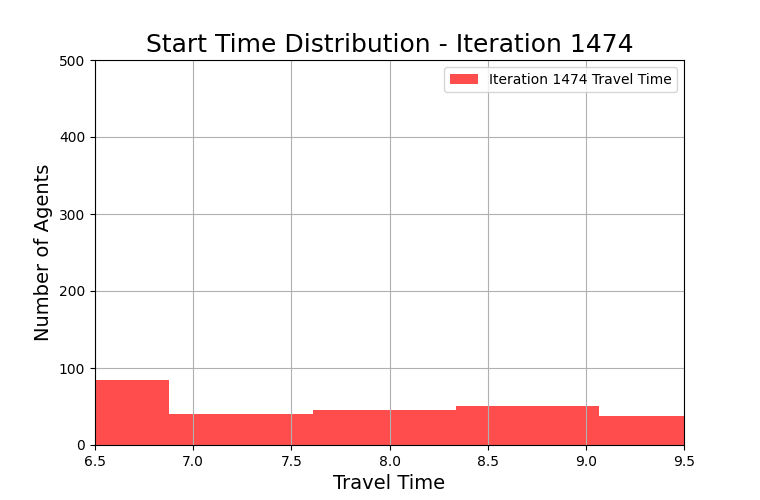 Start Time Distribution - Iteration 1474
Iteration 1474 Travel Time
Number of Agents
500
400
300
200
100
0
6.5 7.0 7.5 8.0 8.5 9.0 9.5
Travel Time